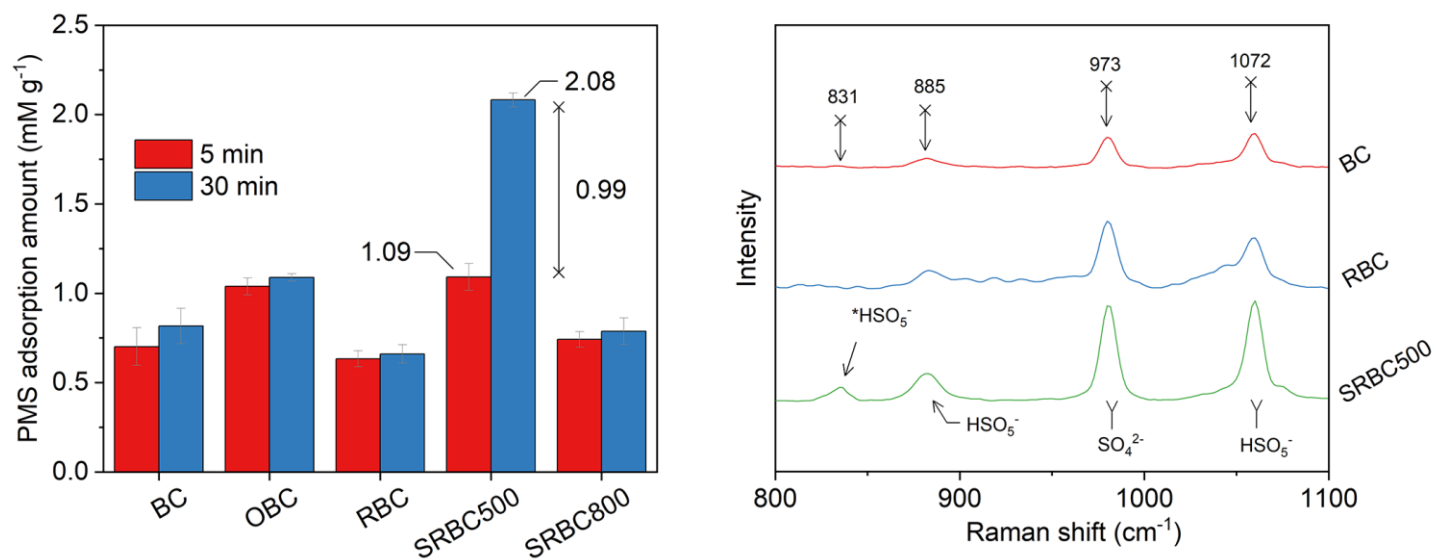 2.5
2.0
1.5
1.0
0.5
0.0
PMS adsorption amount (mM g⁻¹)
5 min
30 min
2.08
0.99
1.09
BC
OBC
RBC
SRBC500
SRBC800
831
885
973
1072
BC
RBC
SRBC500
*HSO₅⁻
HSO₅⁻
SO₄²⁻
HSO₅⁻
Intensity
800
900
1000
1100
Raman shift (cm⁻¹)